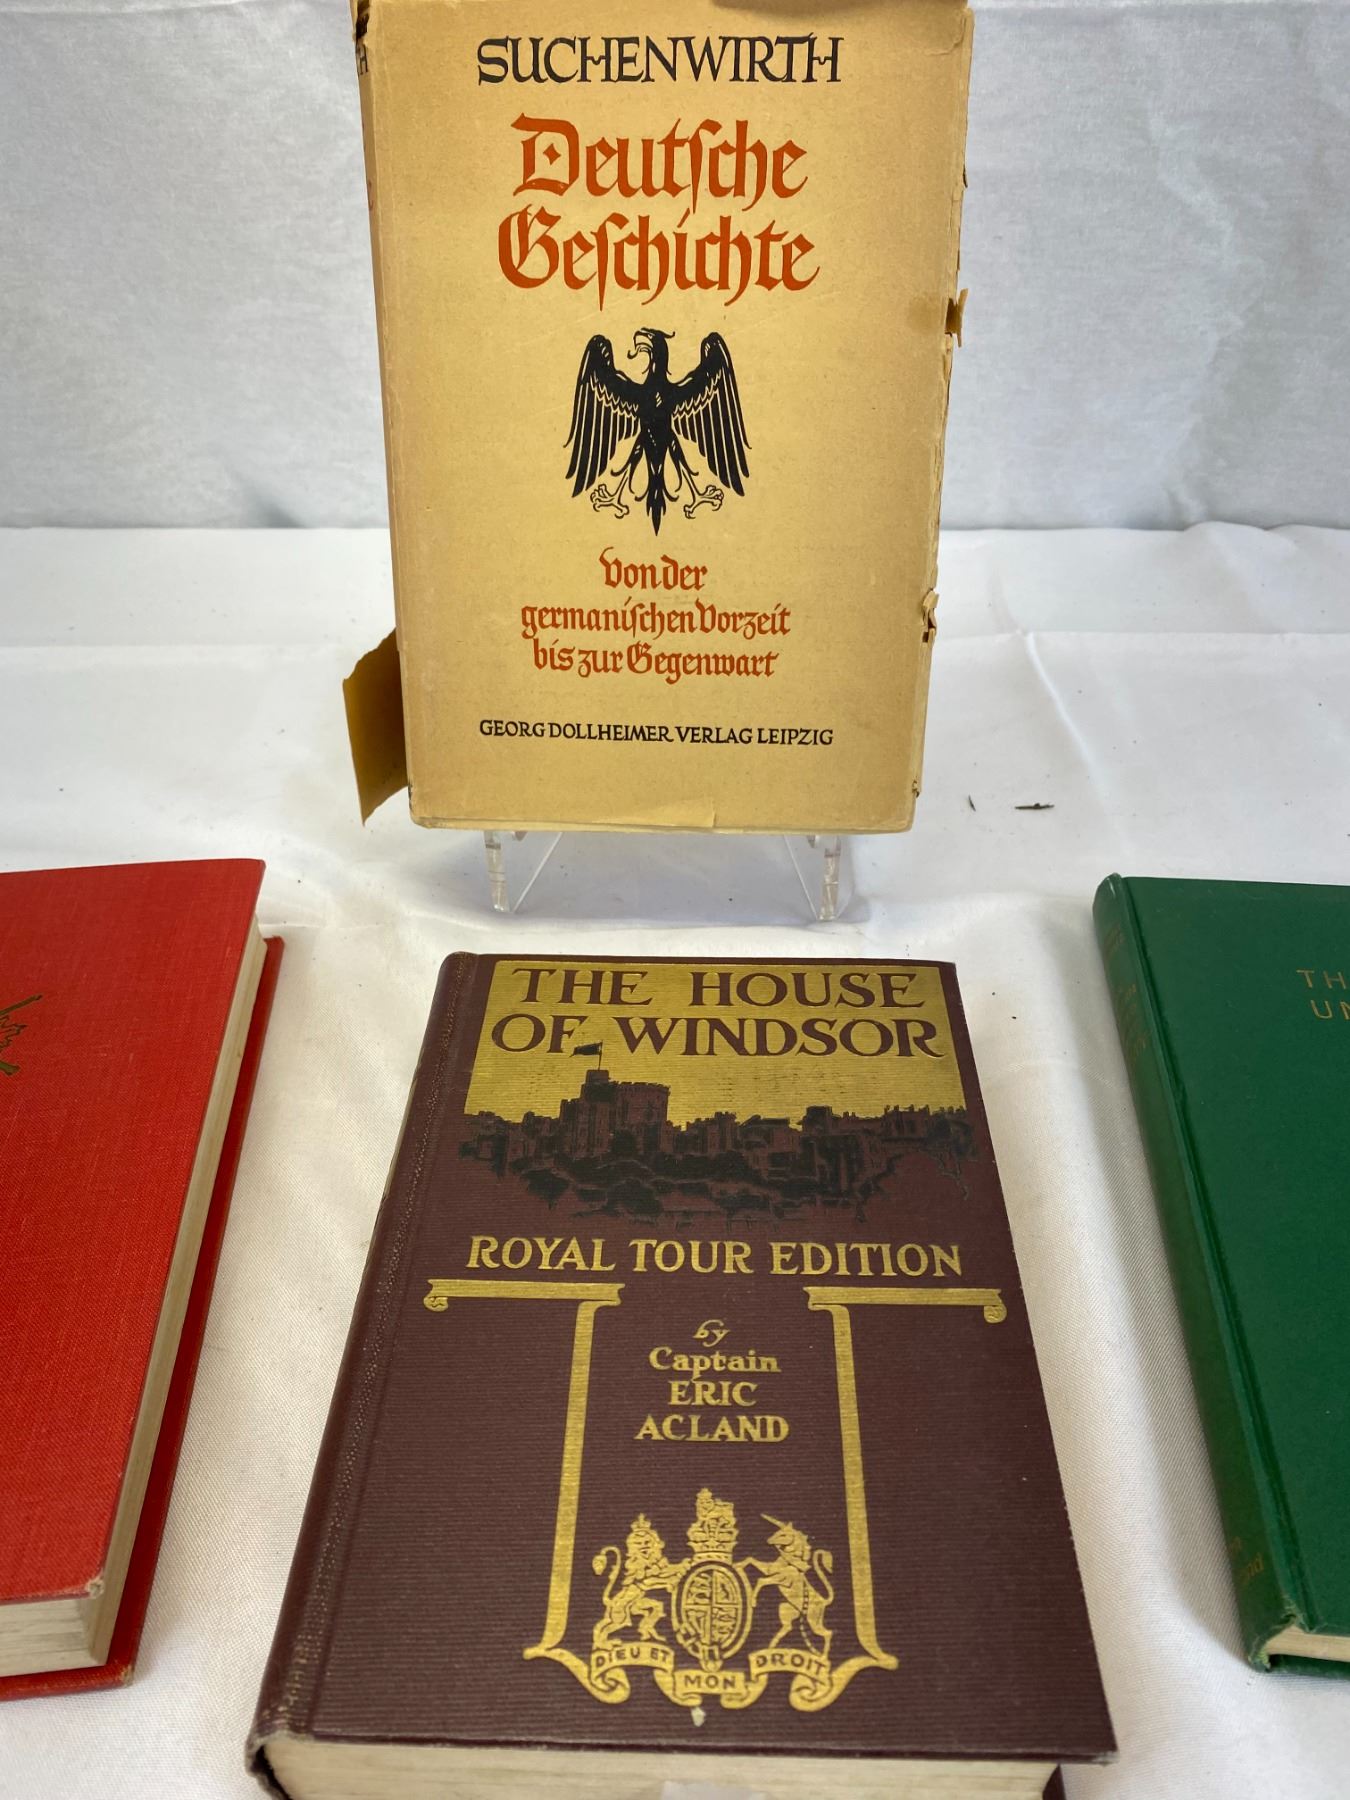 SUCHENWIRTH
Deutſche
Geſchichte
Von der
germaniſchen Vorzeit
bis zur Gegenwart
GEORG DOLLHEIMER VERLAG LEIPZIG
THE HOUSE
OF WINDSOR
ROYAL TOUR EDITION
by
Captain
ERIC
ACLAND
DIEU ET
MON
DROIT